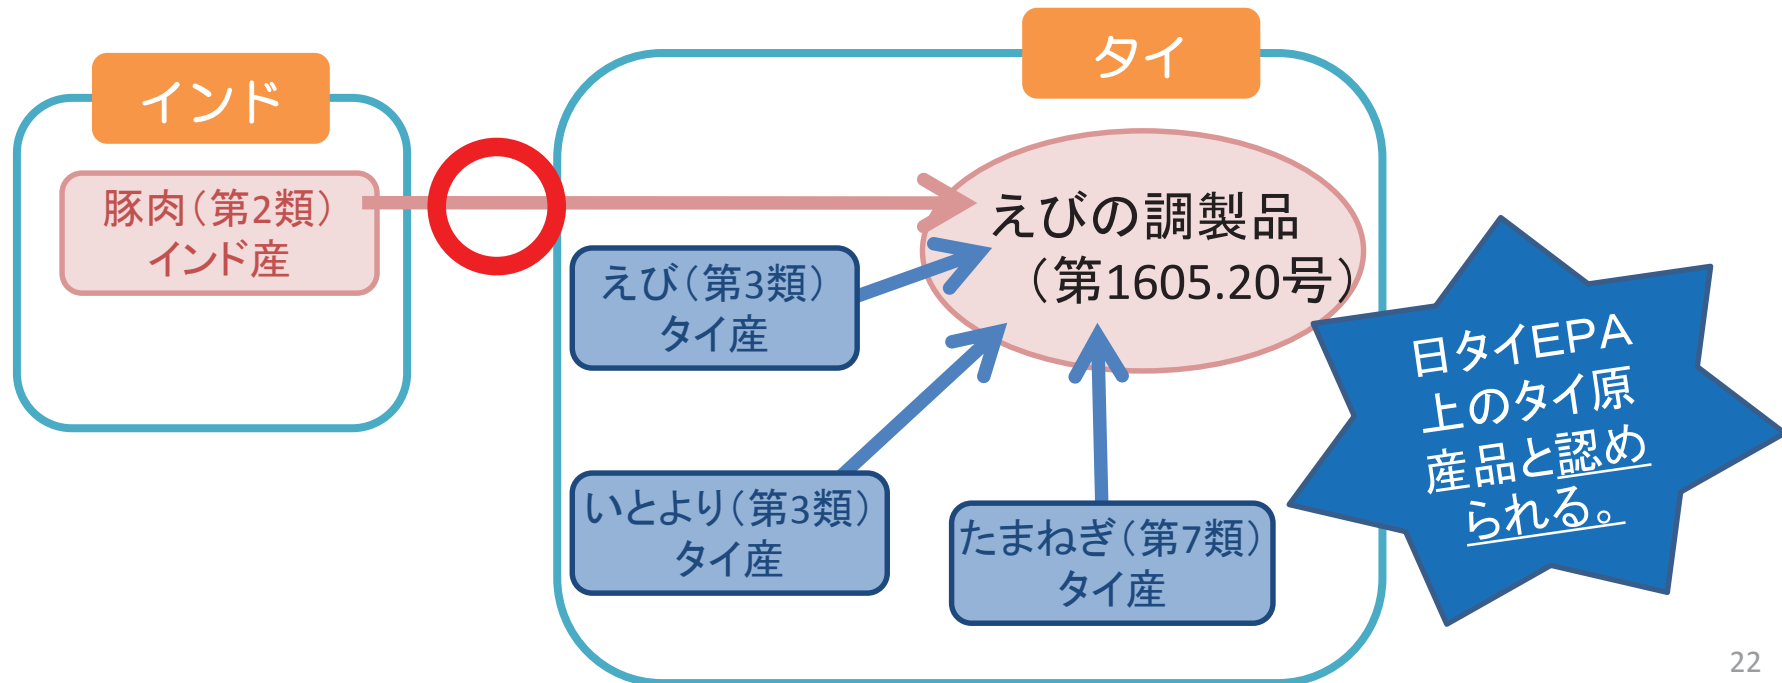 インド
タイ
豚肉（第2類）
インド産
えびの調製品
（第1605.20号）
えび（第3類）
タイ産
いとより（第3類）
タイ産
たまねぎ（第7類）
タイ産
日タイEPA
上のタイ原
産品と認め
られる。
22